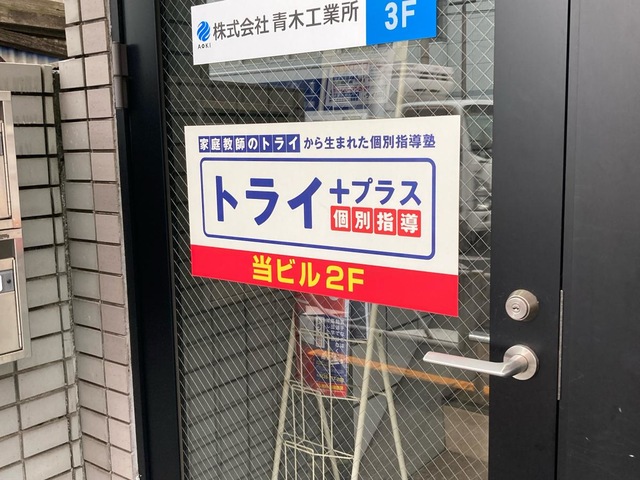 AOKI
株式会社 青木工業所
3F
家庭教師のトライから生まれた個別指導塾
トライ+プラス
個別指導
当ビル2F